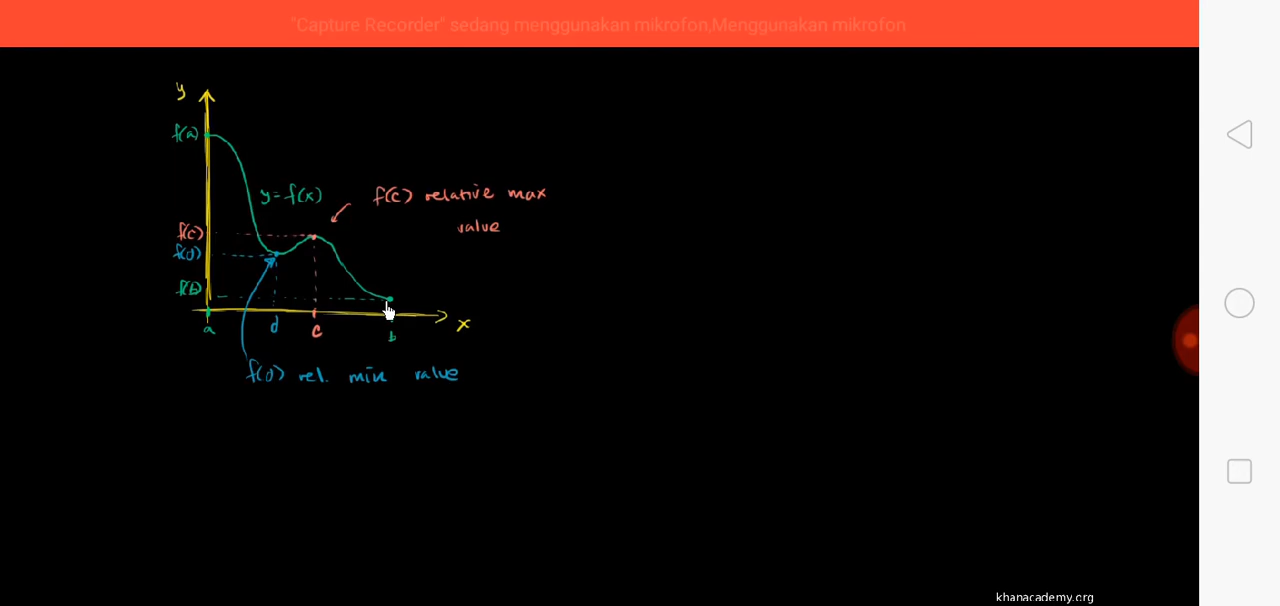 "Capture Recorder" sedang menggunakan mikrofon,Menggunakan mikrofon
y
f(a)
y=f(x)
f(c) relative max
value
f(c)
f(d)
f(b)
a
d
c
b
x
f(d) rel. min value
khanacademy.org